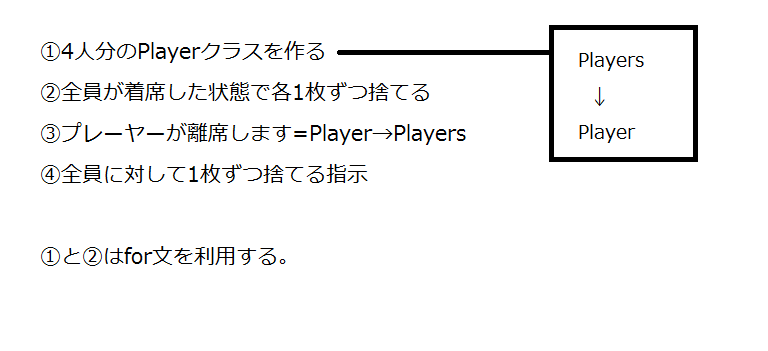 ①4人分のPlayerクラスを作る
②全員が着席した状態で各1枚ずつ捨てる
③プレーヤーが離席します=Player→Players
④全員に対して1枚ずつ捨てる指示
①と②はfor文を利用する。
Players
↓
Player